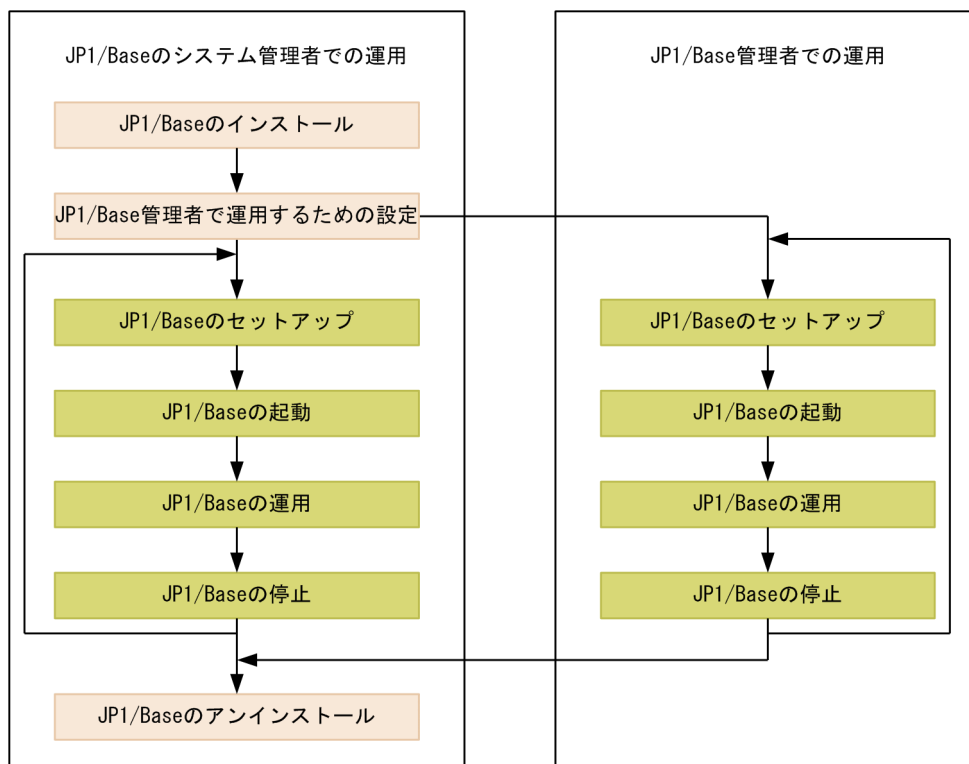 JP1/Baseのシステム管理者での運用
JP1/Baseのインストール
JP1/Base管理者で運用するための設定
JP1/Baseのセットアップ
JP1/Baseの起動
JP1/Baseの運用
JP1/Baseの停止
JP1/Baseのアンインストール
JP1/Base管理者での運用
JP1/Baseのセットアップ
JP1/Baseの起動
JP1/Baseの運用
JP1/Baseの停止